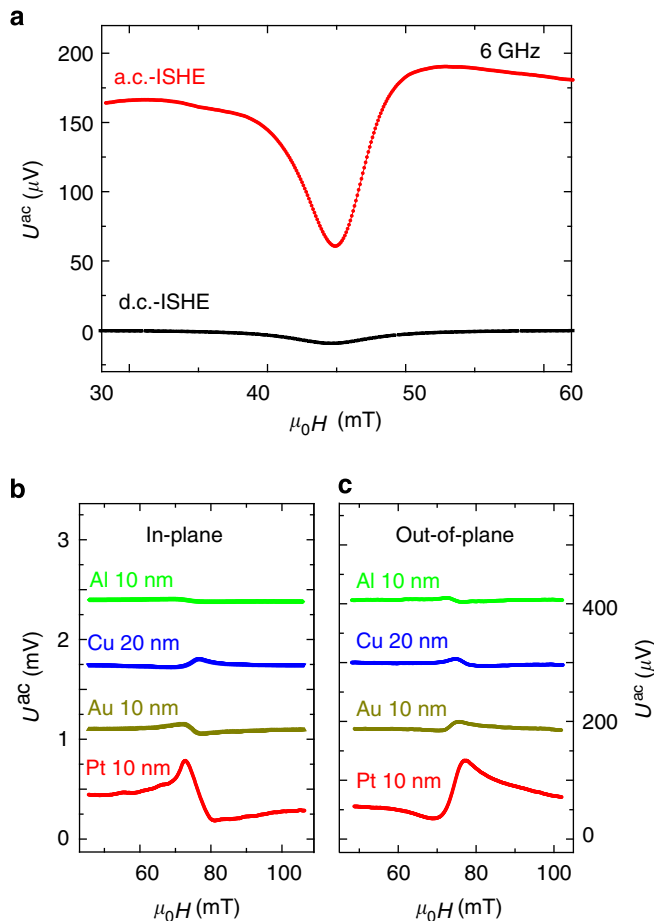 a
200
150
100
50
0
U^ac (μV)
a.c.-ISHE
6 GHz
d.c.-ISHE
30 40 50 60
μ₀H (mT)
b
3
2
1
0
U^ac (mV)
In-plane
Al 10 nm
Cu 20 nm
Au 10 nm
Pt 10 nm
60 80 100
μ₀H (mT)
c
Out-of-plane
Al 10 nm
Cu 20 nm
Au 10 nm
Pt 10 nm
400
200
0
U^ac (μV)
60 80 100
μ₀H (mT)